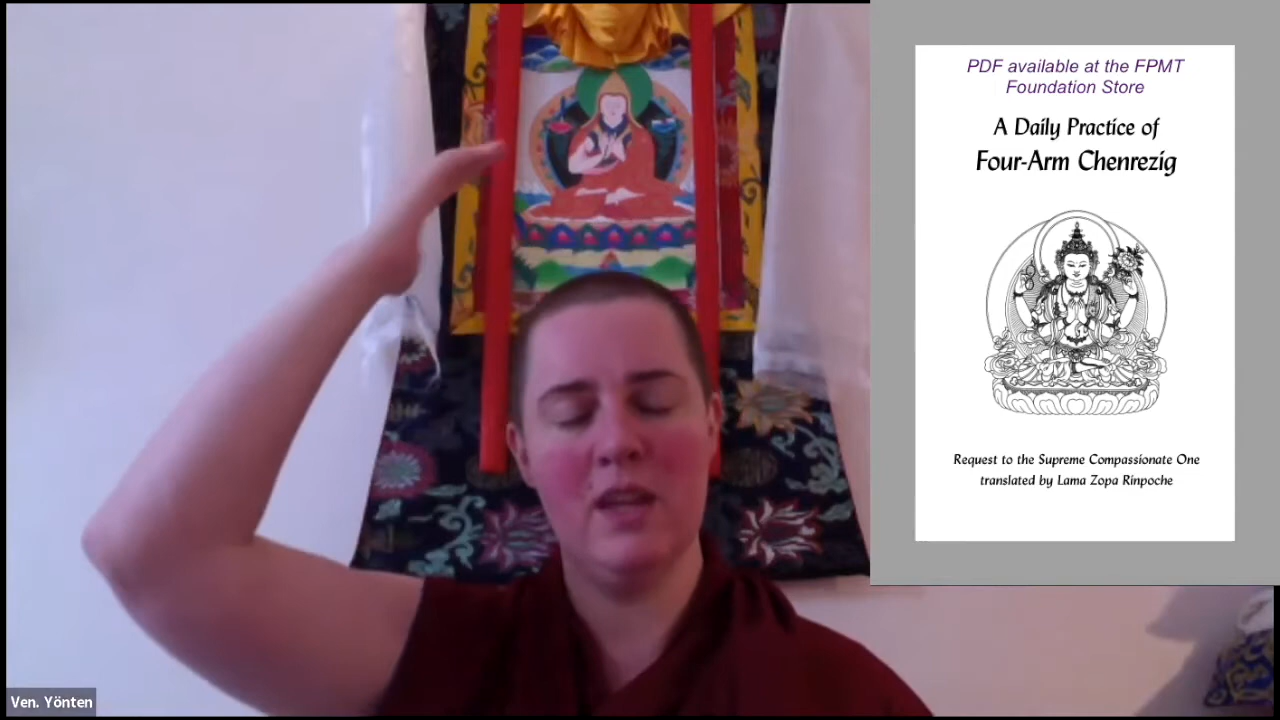 PDF available at the FPMT
Foundation Store
A Daily Practice of
Four-Arm Chenrezig
Request to the Supreme Compassionate One
translated by Lama Zopa Rinpoche
Ven. Yönten